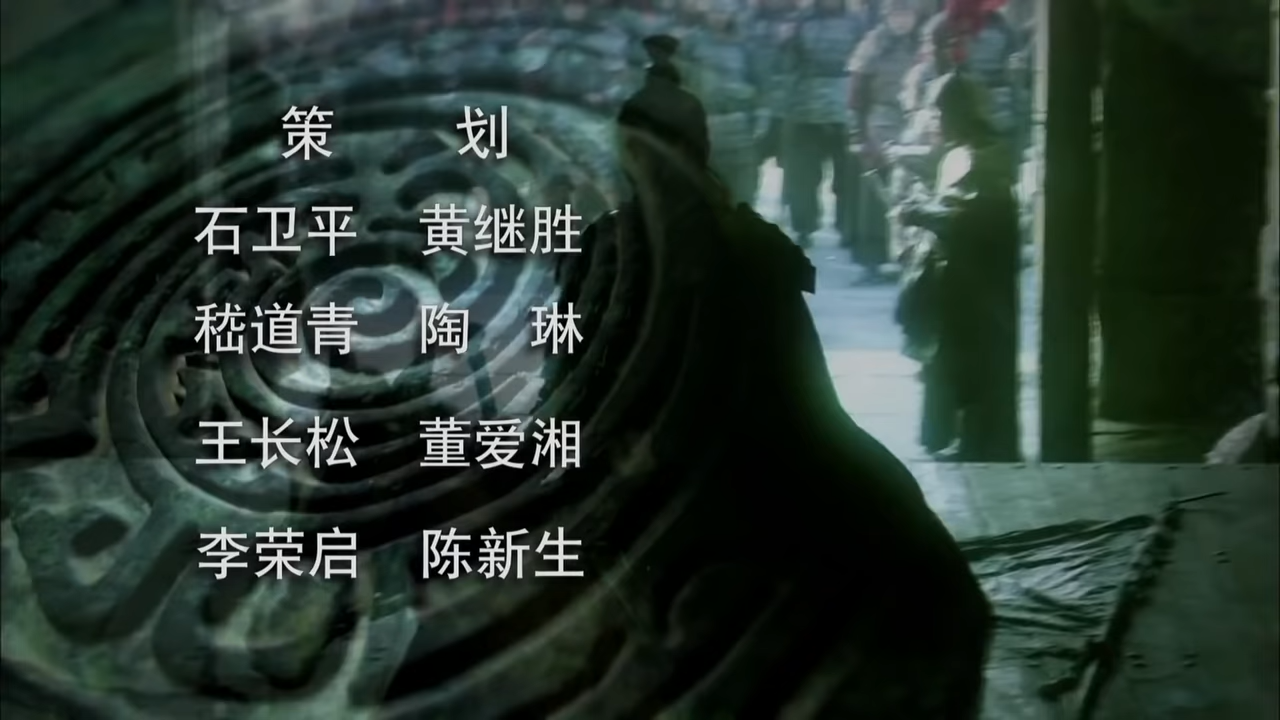 策 划
石卫平 黄继胜
嵇道青 陶 琳
王长松 董爱湘
李荣启 陈新生